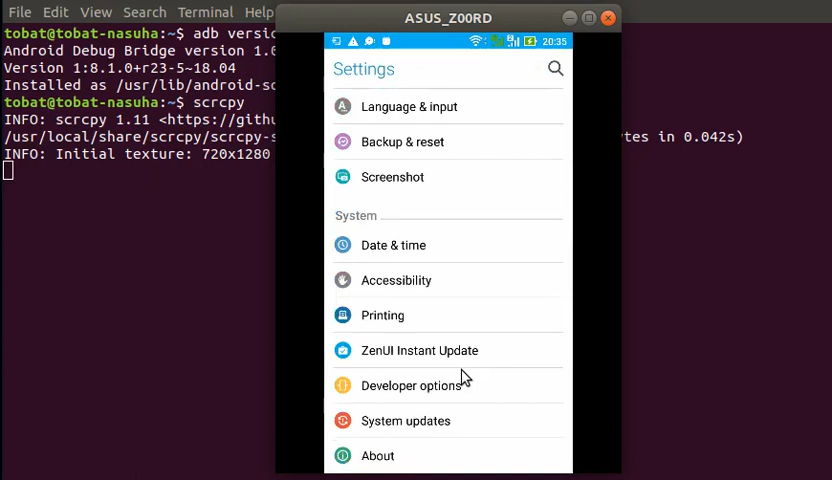 File Edit View Search Terminal Help
ASUS_Z00RD
tobat@tobat-nasuha:~$ adb versio
Android Debug Bridge version 1.0
Version 1:8.1.0+r23-5~18.04
Installed as /usr/lib/android-sd
tobat@tobat-nasuha:~$ scrcpy
INFO: scrcpy 1.11 <https://gith
/usr/local/share/scrcpy/scrcpy-s
tes in 0.042s)
INFO: Initial texture: 720x1280
20:35
Settings
Language & input
Backup & reset
Screenshot
System
Date & time
Accessibility
Printing
ZenUI Instant Update
Developer options
System updates
About